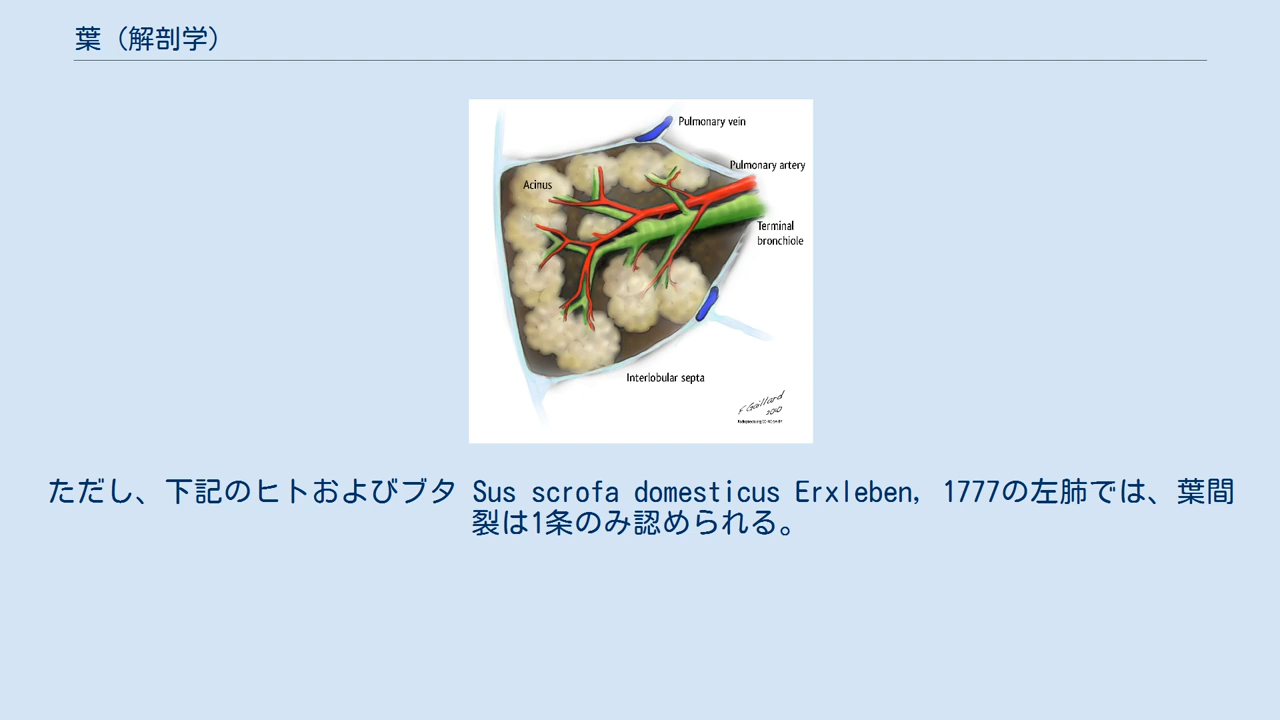 葉（解剖学）
Pulmonary vein
Pulmonary artery
Acinus
Terminal
bronchiole
Interlobular septa
F Gaillard
2010
ただし、下記のヒトおよびブタ Sus scrofa domesticus Erxleben, 1777の左肺では、葉間
裂は1条のみ認められる。